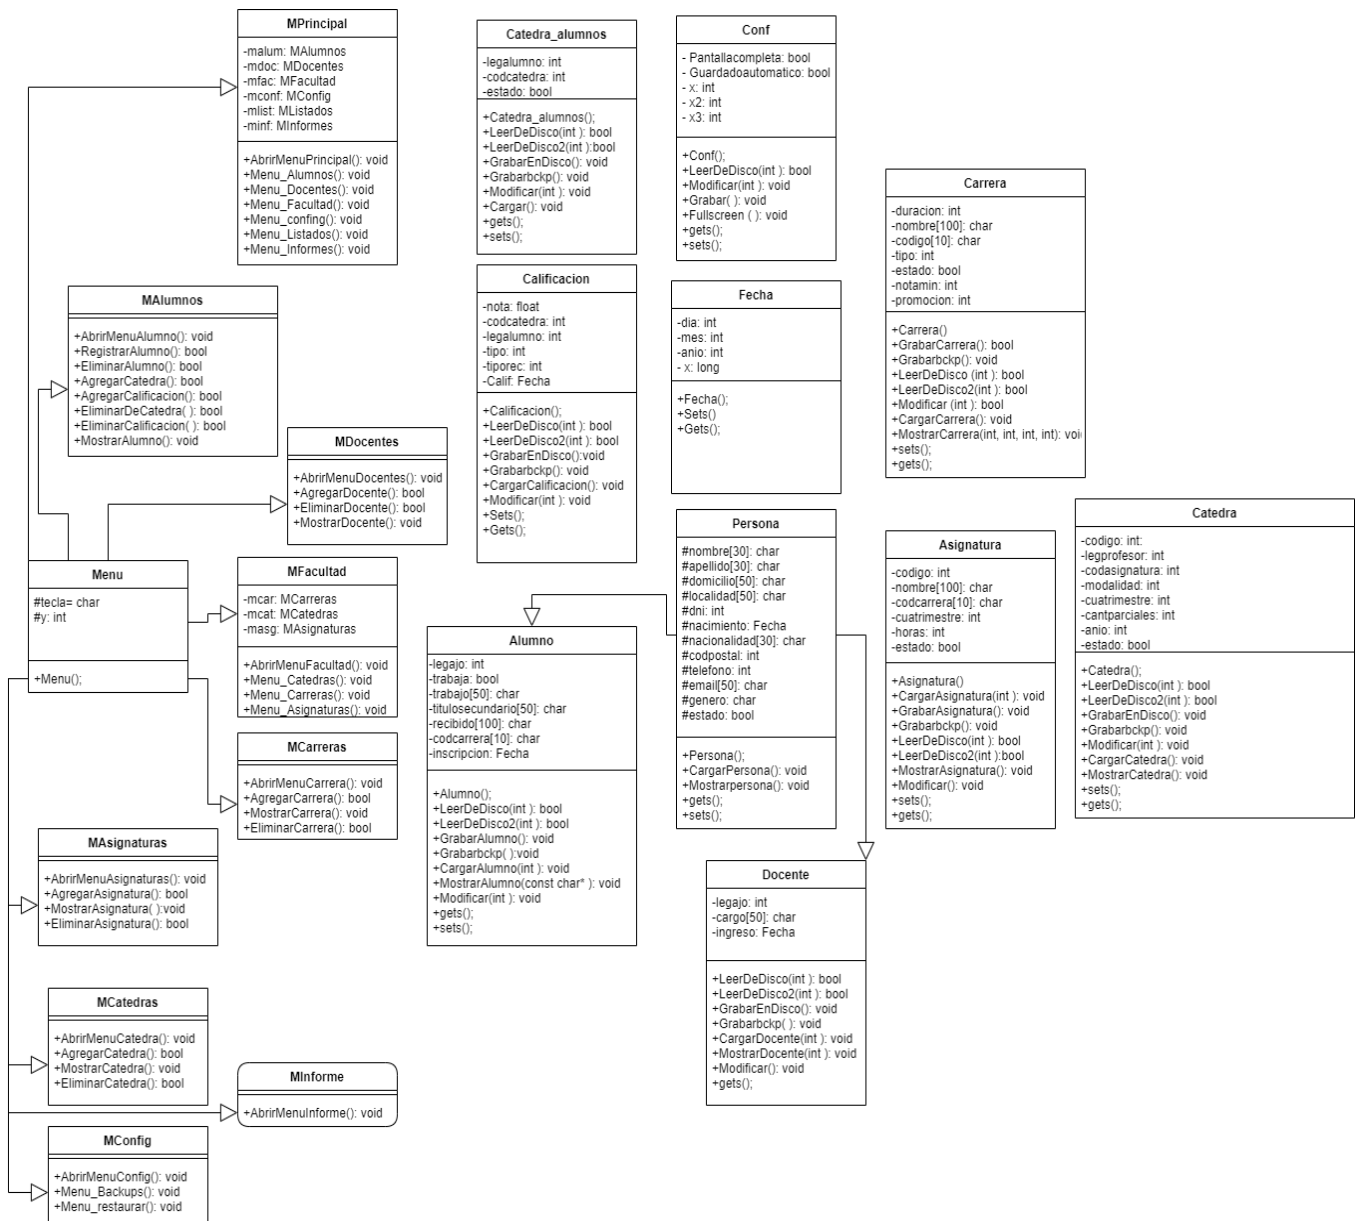 MPrincipal
-malum: MAlumnos
-mdoc: MDocentes
-mfac: MFacultad
-mconf: MConfig
-mlist: MListados
-minf: MInformes
+AbrirMenuPrincipal(): void
+Menu_Alumnos(): void
+Menu_Docentes(): void
+Menu_Facultad(): void
+Menu_confing(): void
+Menu_Listados(): void
+Menu_Informes(): void
Catedra_alumnos
-legalumno: int
-codcatedra: int
-estado: bool
+Catedra_alumnos();
+LeerDeDisco(int ): bool
+LeerDeDisco2(int ):bool
+GrabarEnDisco(): void
+Grabarbckp(): void
+Modificar(int ): void
+Cargar(): void
+gets();
+sets();
Conf
- Pantallacompleta: bool
- Guardadoautomatico: bool
- x: int
- x2: int
- x3: int
+Conf();
+LeerDeDisco(int ): bool
+Modificar(int ): void
+Grabar( ): void
+Fullscreen ( ): void
+gets();
+sets();
Carrera
-duracion: int
-nombre[100]: char
-codigo[10]: char
-tipo: int
-estado: bool
-notamin: int
-promocion: int
+Carrera()
+GrabarCarrera(): bool
+Grabarbckp(): void
+LeerDeDisco (int ): bool
+LeerDeDisco2(int ): bool
+Modificar (int ): bool
+CargarCarrera(): void
+MostrarCarrera(int, int, int, int): voi
+sets();
+gets();
MAlumnos
+AbrirMenuAlumno(): void
+RegistrarAlumno(): bool
+EliminarAlumno(): bool
+AgregarCatedra(): bool
+AgregarCalificacion(): bool
+EliminarDeCatedra( ): bool
+EliminarCalificacion( ): bool
+MostrarAlumno(): void
Calificacion
-nota: float
-codcatedra: int
-legalumno: int
-tipo: int
-tiporec: int
-Calif: Fecha
+Calificacion();
+LeerDeDisco(int ): bool
+LeerDeDisco2(int ): bool
+GrabarEnDisco():void
+Grabarbckp(): void
+CargarCalificacion(): void
+Modificar(int ): void
+Sets();
+Gets();
Fecha
-dia: int
-mes: int
-anio: int
- x: long
+Fecha();
+Sets()
+Gets();
MDocentes
+AbrirMenuDocentes(): void
+AgregarDocente(): bool
+EliminarDocente(): bool
+MostrarDocente(): void
Menu
#tecla= char
#y: int
+Menu();
MFacultad
-mcar: MCarreras
-mcat: MCatedras
-masg: MAsignaturas
+AbrirMenuFacultad(): void
+Menu_Catedras(): void
+Menu_Carreras(): void
+Menu_Asignaturas(): void
Persona
#nombre[30]: char
#apellido[30]: char
#domicilio[50]: char
#localidad[50]: char
#dni: int
#nacimiento: Fecha
#nacionalidad[30]: char
#codpostal: int
#telefono: int
#email[50]: char
#genero: char
#estado: bool
+Persona();
+CargarPersona(): void
+Mostrarpersona(): void
+gets();
+sets();
Asignatura
-codigo: int
-nombre[100]: char
-codcarrera[10]: char
-cuatrimestre: int
-horas: int
-estado: bool
+Asignatura()
+CargarAsignatura(int ): void
+GrabarAsignatura(): void
+Grabarbckp(): void
+LeerDeDisco(int ): bool
+LeerDeDisco2(int ):bool
+MostrarAsignatura(): void
+Modificar(): void
+sets();
+gets();
Catedra
-codigo: int:
-legprofesor: int
-codasignatura: int
-modalidad: int
-cuatrimestre: int
-cantparciales: int
-anio: int
-estado: bool
+Catedra();
+LeerDeDisco(int ): bool
+LeerDeDisco2(int ): bool
+GrabarEnDisco(): void
+Grabarbckp(): void
+Modificar(int ): void
+CargarCatedra(): void
+MostrarCatedra(): void
+sets();
+gets();
Alumno
-legajo: int
-trabaja: bool
-trabajo[50]: char
-titulosecundario[50]: char
-recibido[100]: char
-codcarrera[10]: char
-inscripcion: Fecha
+Alumno();
+LeerDeDisco(int ): bool
+LeerDeDisco2(int ): bool
+GrabarAlumno(): void
+Grabarbckp( ):void
+CargarAlumno(int ): void
+MostrarAlumno(const char* ): void
+Modificar(int ): void
+gets();
+sets();
MCarreras
+AbrirMenuCarrera(): void
+AgregarCarrera(): bool
+MostrarCarrera(): void
+EliminarCarrera(): bool
MAsignaturas
+AbrirMenuAsignaturas(): void
+AgregarAsignatura(): bool
+MostrarAsignatura( ):void
+EliminarAsignatura(): bool
Docente
-legajo: int
-cargo[50]: char
-ingreso: Fecha
+LeerDeDisco(int ): bool
+LeerDeDisco2(int ): bool
+GrabarEnDisco(): void
+Grabarbckp( ): void
+CargarDocente(int ): void
+MostrarDocente(int ): void
+Modificar(): void
+gets();
MCatedras
+AbrirMenuCatedra(): void
+AgregarCatedra(): bool
+MostrarCatedra(): void
+EliminarCatedra(): bool
MInforme
+AbrirMenuInforme(): void
MConfig
+AbrirMenuConfig(): void
+Menu_Backups(): void
+Menu_restaurar(): void